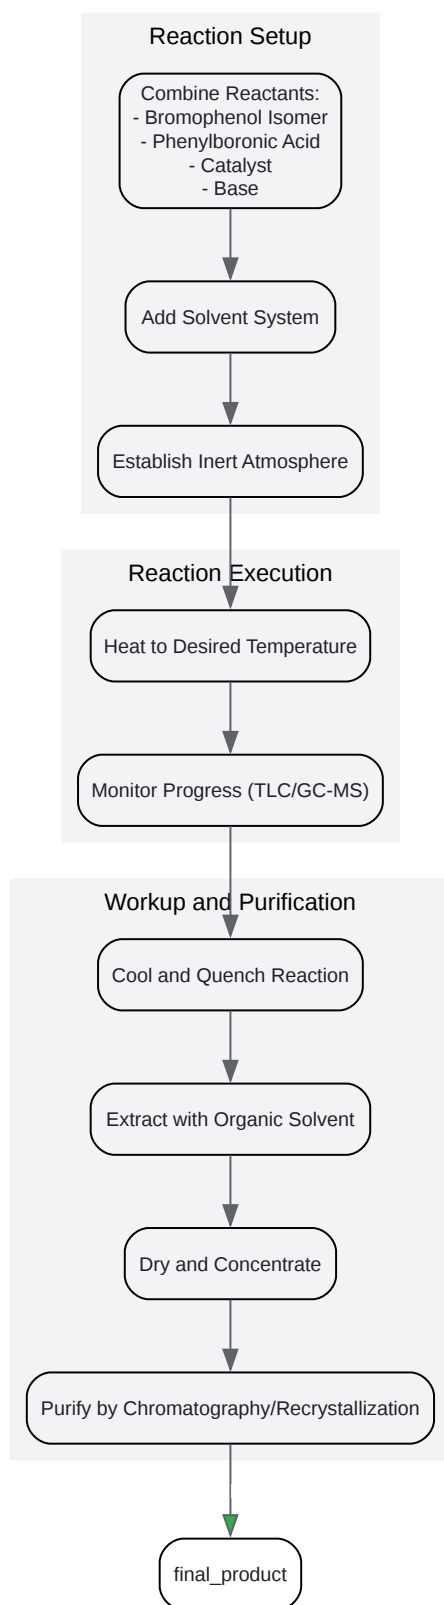 Reaction Setup
Combine Reactants:
- Bromophenol Isomer
- Phenylboronic Acid
- Catalyst
- Base
Add Solvent System
Establish Inert Atmosphere
Reaction Execution
Heat to Desired Temperature
Monitor Progress (TLC/GC-MS)
Workup and Purification
Cool and Quench Reaction
Extract with Organic Solvent
Dry and Concentrate
Purify by Chromatography/Recrystallization
final_product